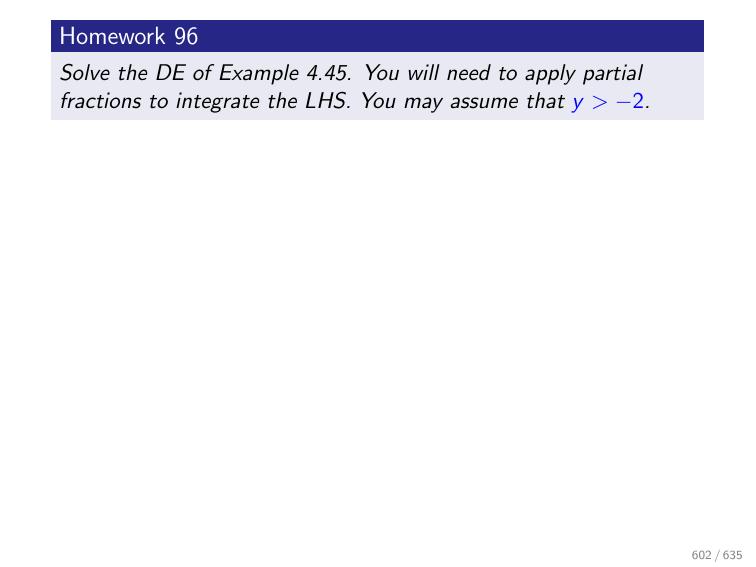 Homework 96
Solve the DE of Example 4.45. You will need to apply partial
fractions to integrate the LHS. You may assume that y > −2.
602 / 635